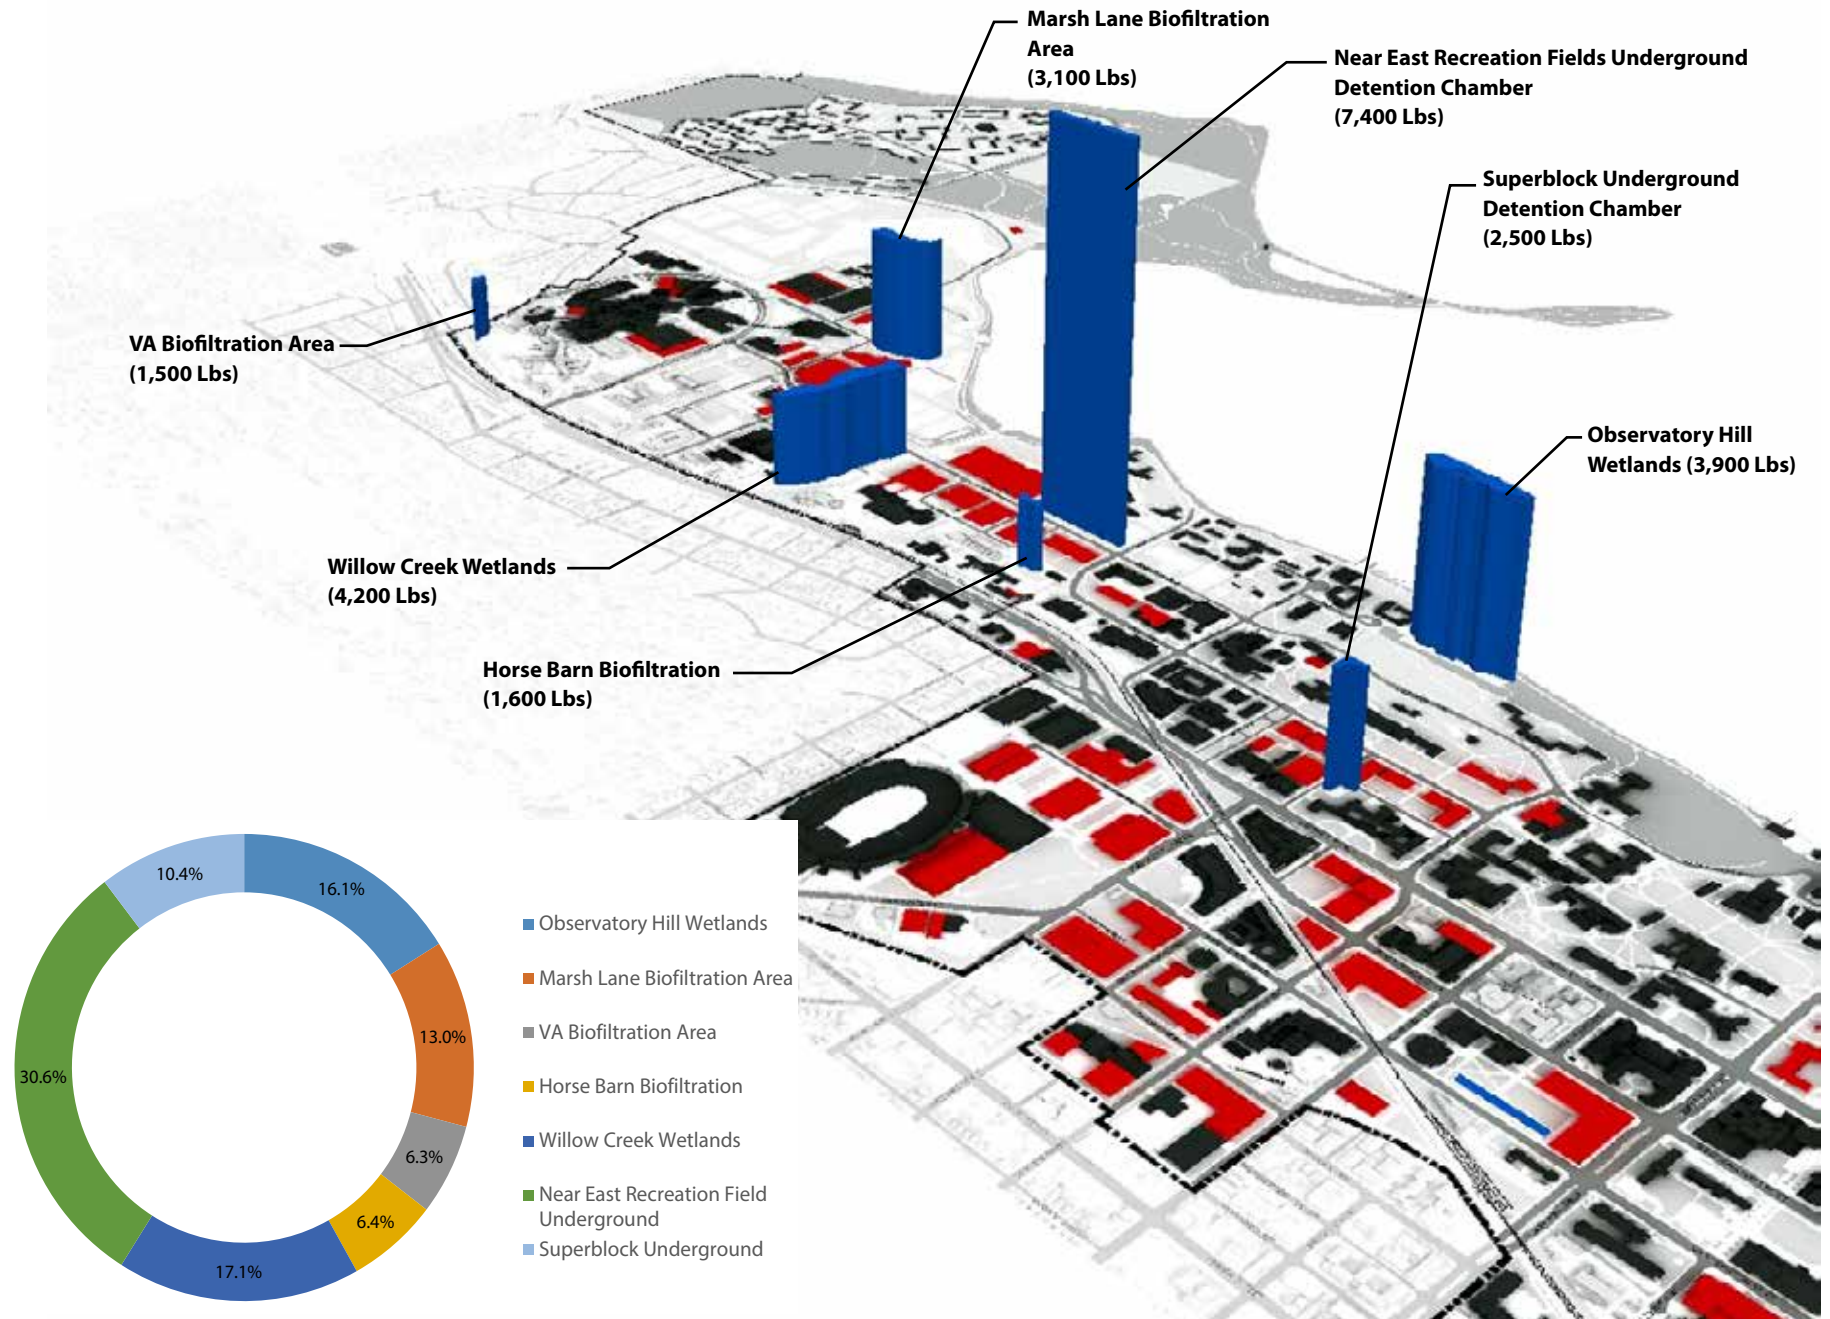 Marsh Lane Biofiltration
Area
(3,100 Lbs)
Near East Recreation Fields Underground
Detention Chamber
(7,400 Lbs)
Superblock Underground
Detention Chamber
(2,500 Lbs)
VA Biofiltration Area
(1,500 Lbs)
Observatory Hill
Wetlands (3,900 Lbs)
Willow Creek Wetlands
(4,200 Lbs)
Horse Barn Biofiltration
(1,600 Lbs)
10.4%
16.1%
13.0%
30.6%
6.3%
6.4%
17.1%
Observatory Hill Wetlands
Marsh Lane Biofiltration Area
VA Biofiltration Area
Horse Barn Biofiltration
Willow Creek Wetlands
Near East Recreation Field
Underground
Superblock Underground